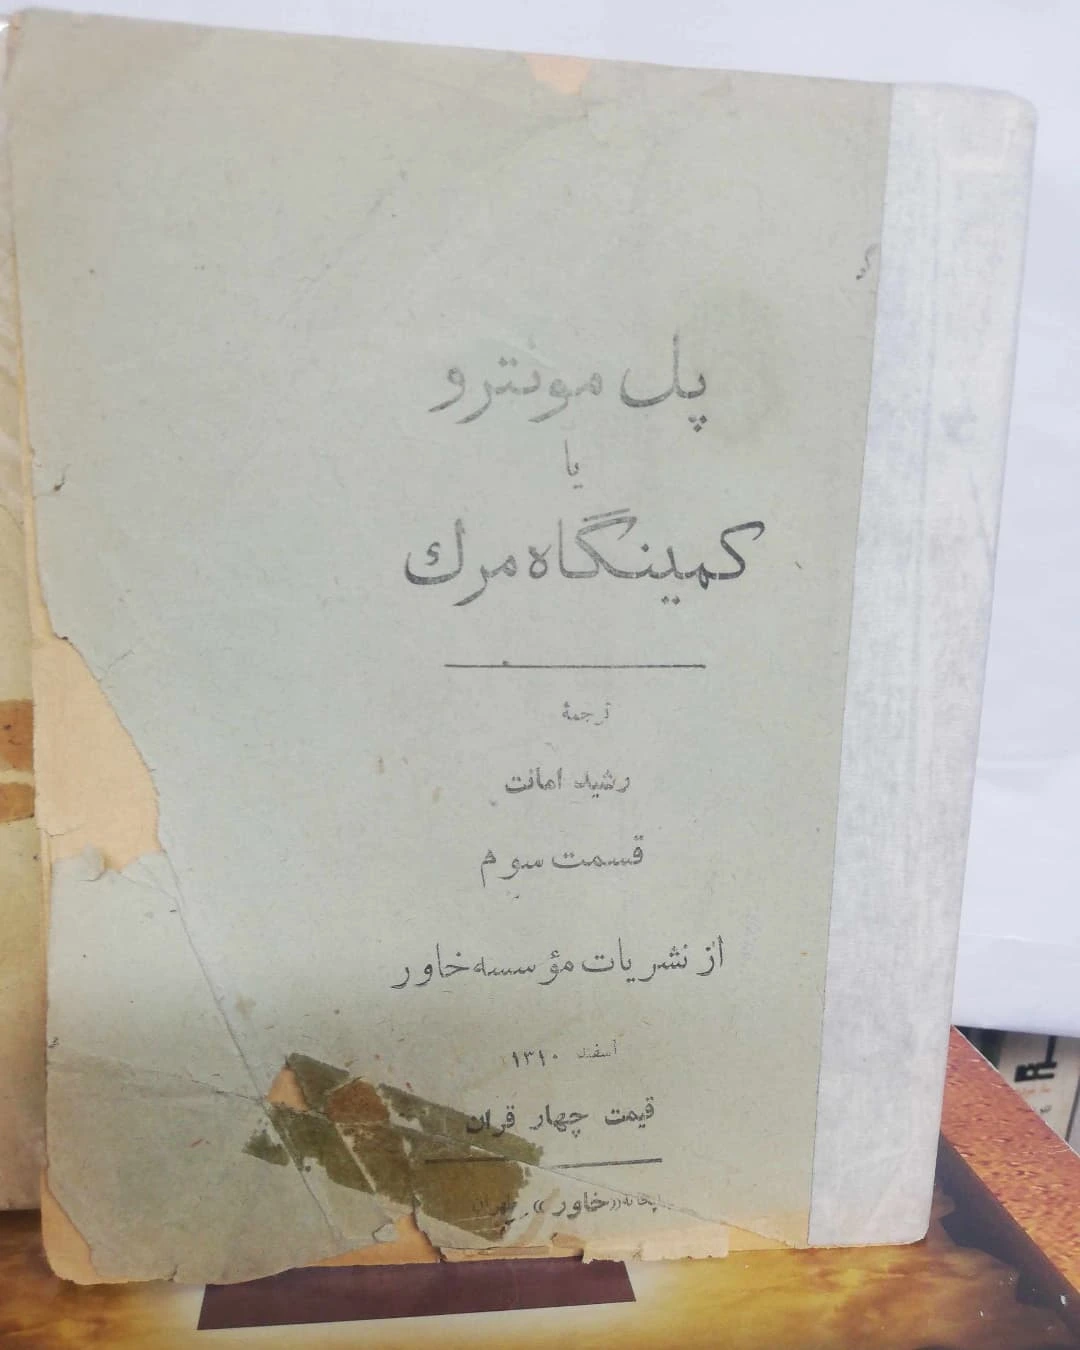 پل مونترو
یا
کمینگاه مرك
ترجمهٔ
رشید امانت
قسمت سوم
از نشریات مؤسسه خاور
اسفند ۱۳۱۰
قیمت چهار قران
«خاور» طهران